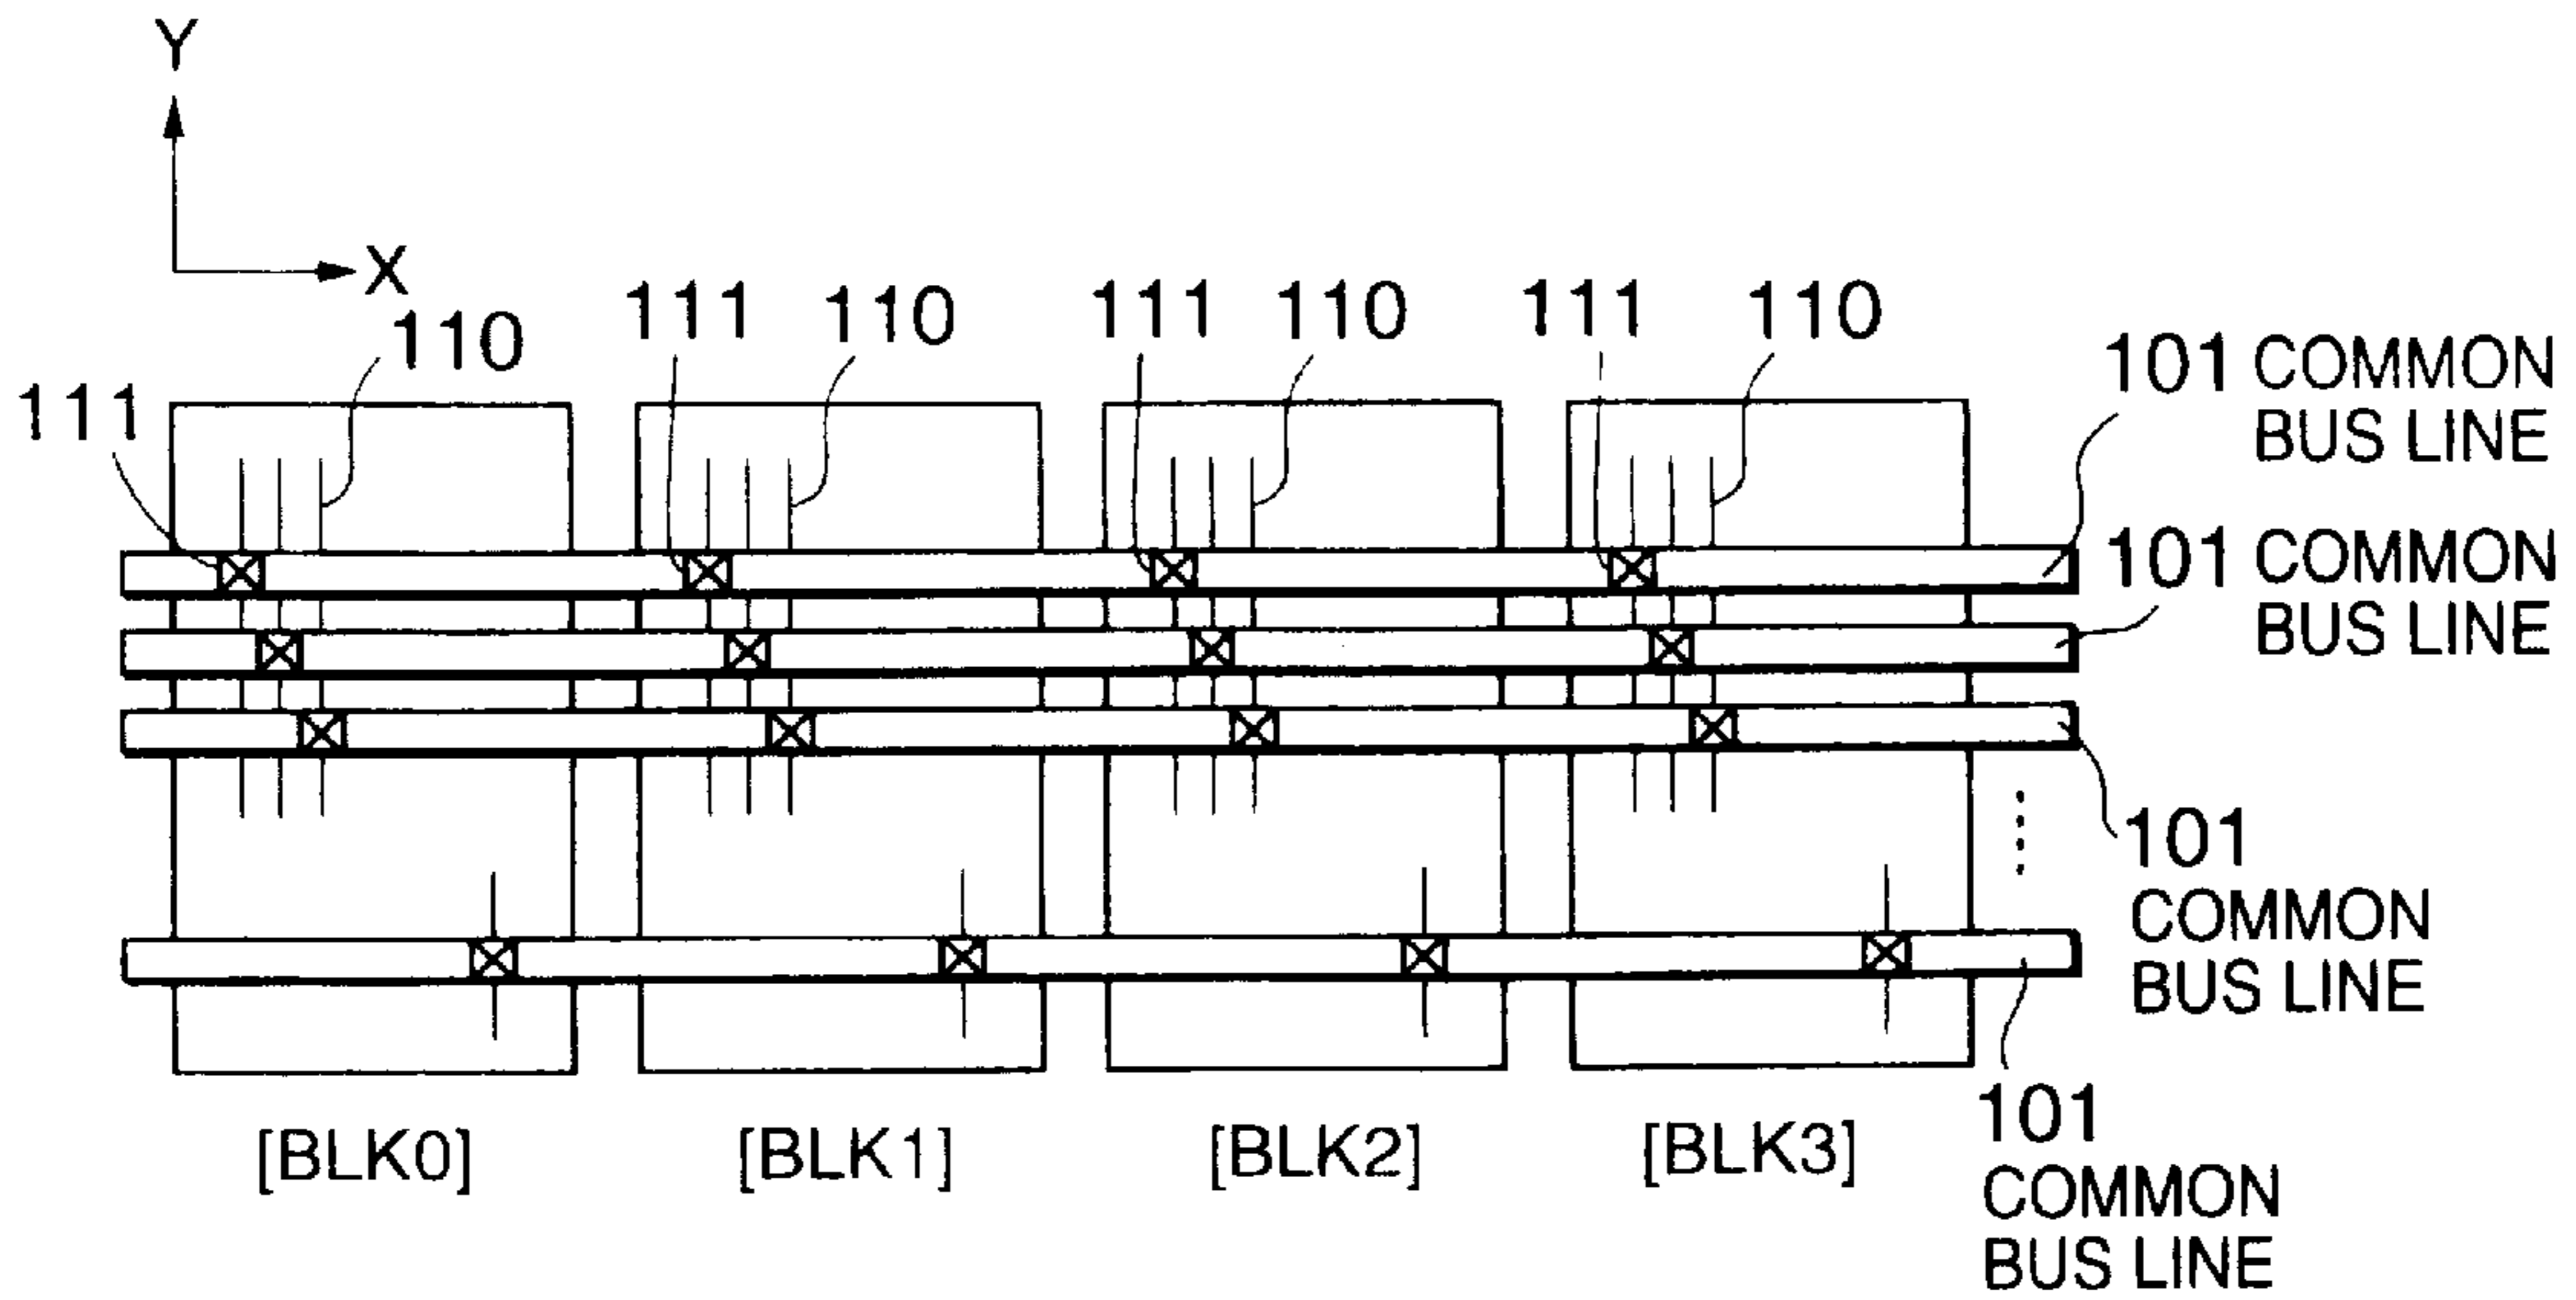 Y
X
111
110
111
110
111
110
111
110
101 COMMON
BUS LINE
101 COMMON
BUS LINE
101
COMMON
BUS LINE
101
COMMON
BUS LINE
[BLK0]
[BLK1]
[BLK2]
[BLK3]